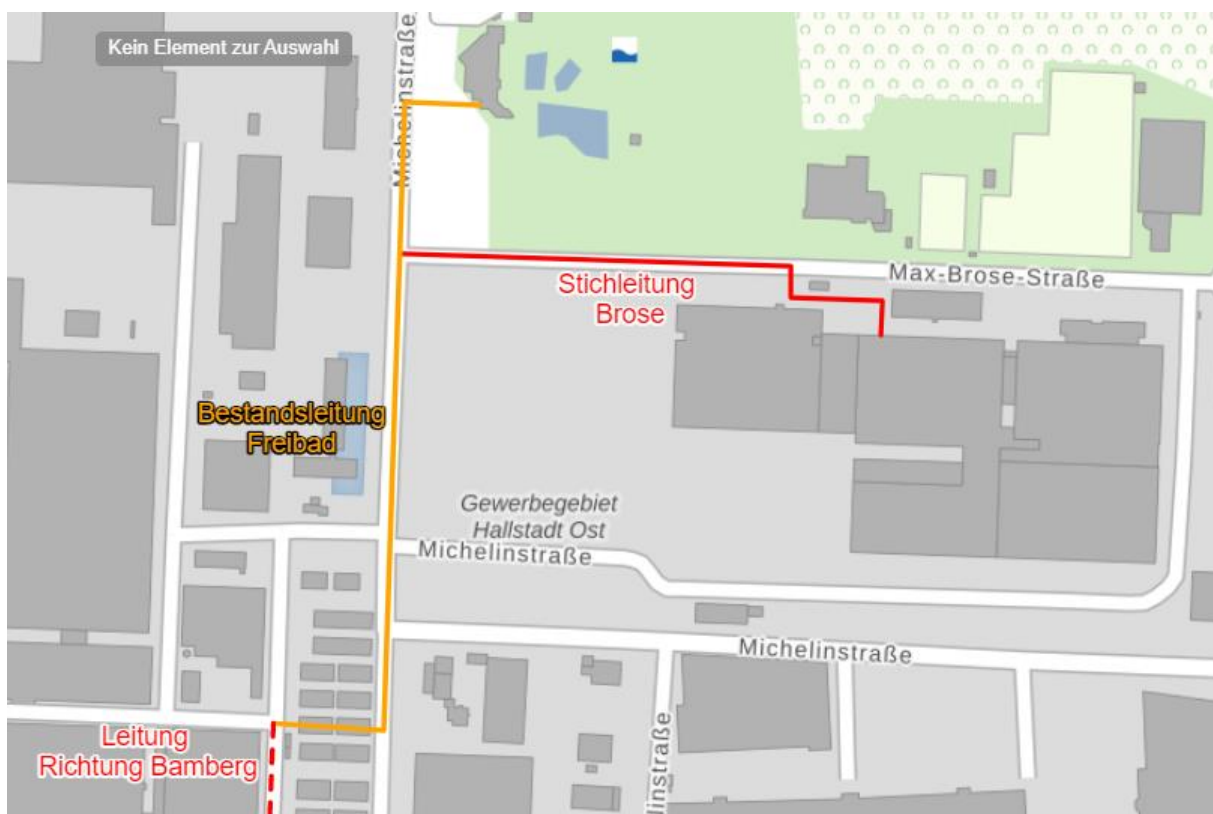 Kein Element zur Auswahl
Michelinstraße
Max-Brose-Straße
Stichleitung
Brose
Bestandsleitung
Freibad
Gewerbegebiet
Hallstadt Ost
Michelinstraße
Michelinstraße
Leitung
Richtung Bamberg
linstraße